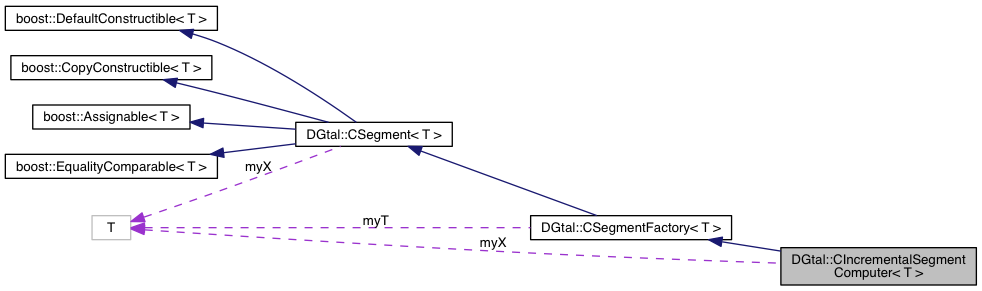 boost::DefaultConstructible< T >
boost::CopyConstructible< T >
boost::Assignable< T >
DGtal::CSegment< T >
boost::EqualityComparable< T >
myX
T
myT
DGtal::CSegmentFactory< T >
myX
DGtal::CIncrementalSegment
Computer< T >